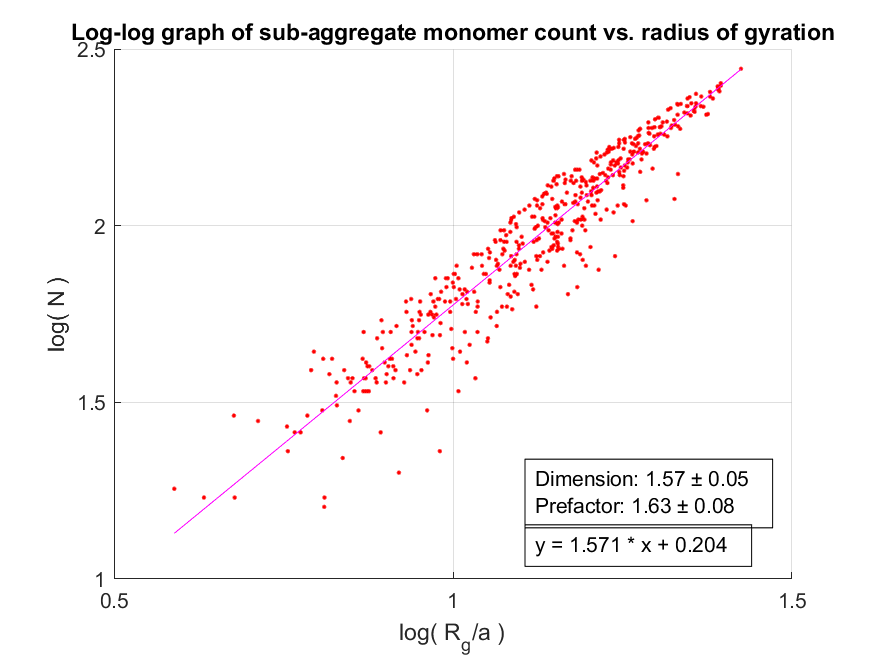 Log-log graph of sub-aggregate monomer count vs. radius of gyration
2.5
2
1.5
1
log( N )
Dimension: 1.57 ± 0.05
Prefactor: 1.63 ± 0.08
y = 1.571 * x + 0.204
0.5
1
1.5
log( R_g/a )